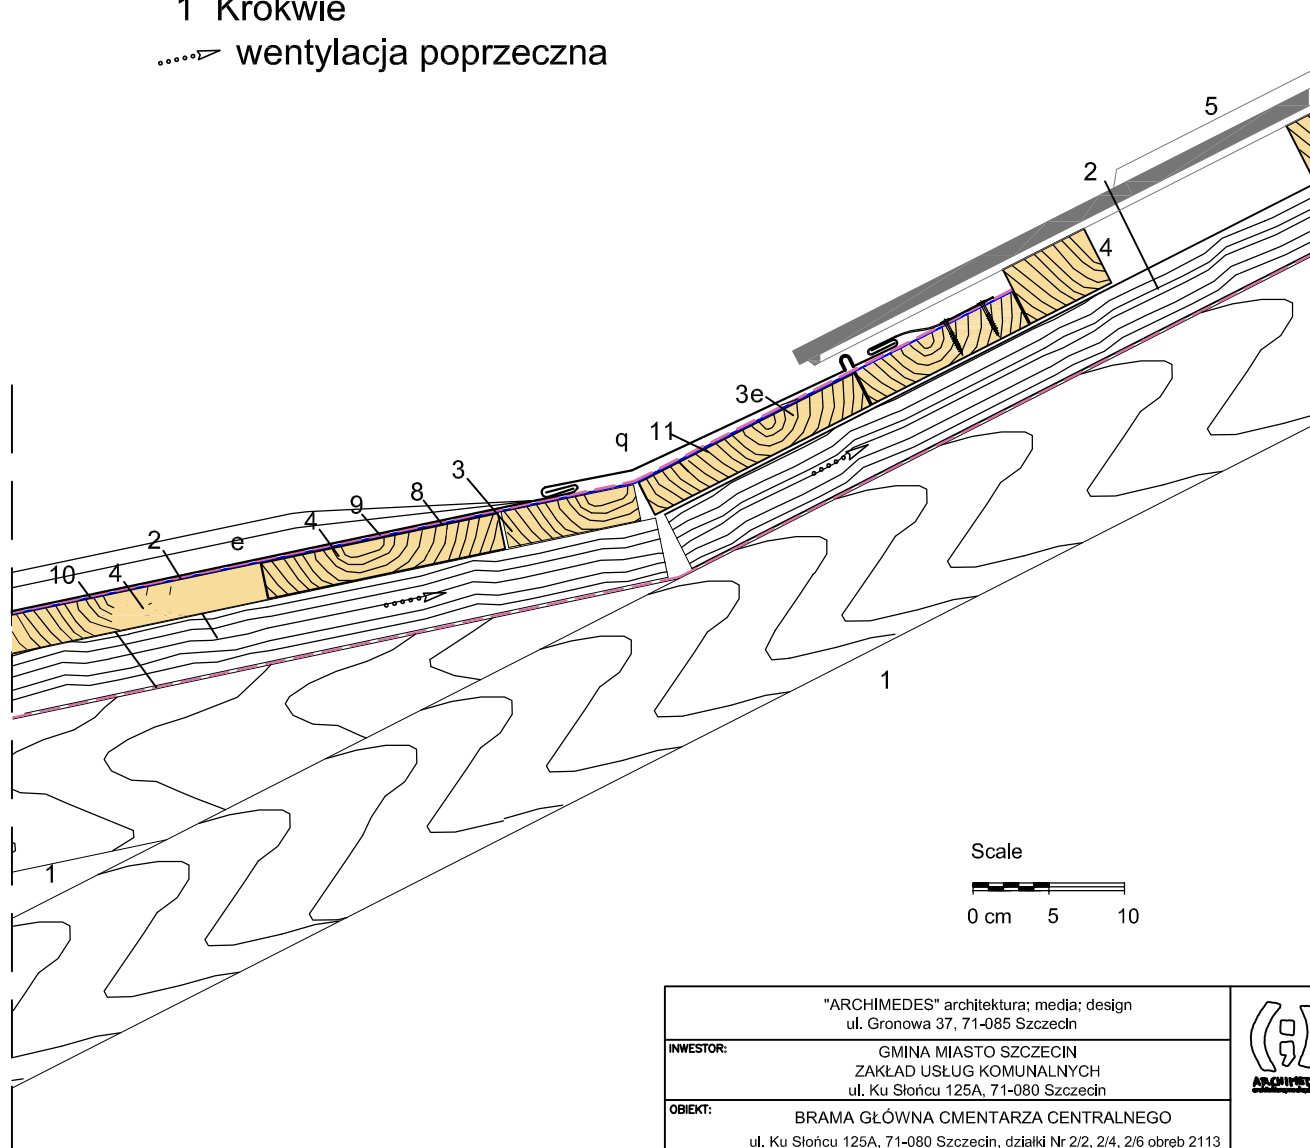 1 Krokwie
wentylacja poprzeczna
5
2
4
3e
q
11
3
8
9
4
e
2
10
4
1
1
Scale
0 cm 5 10
"ARCHIMEDES" architektura; media; design
ul. Gronowa 37, 71-085 Szczecin
INWESTOR:
GMINA MIASTO SZCZECIN
ZAKŁAD USŁUG KOMUNALNYCH
ul. Ku Słońcu 125A, 71-080 Szczecin
OBIEKT:
BRAMA GŁÓWNA CMENTARZA CENTRALNEGO
ul. Ku Słońcu 125A, 71-080 Szczecin, działki Nr 2/2, 2/4, 2/6 obręb 2113